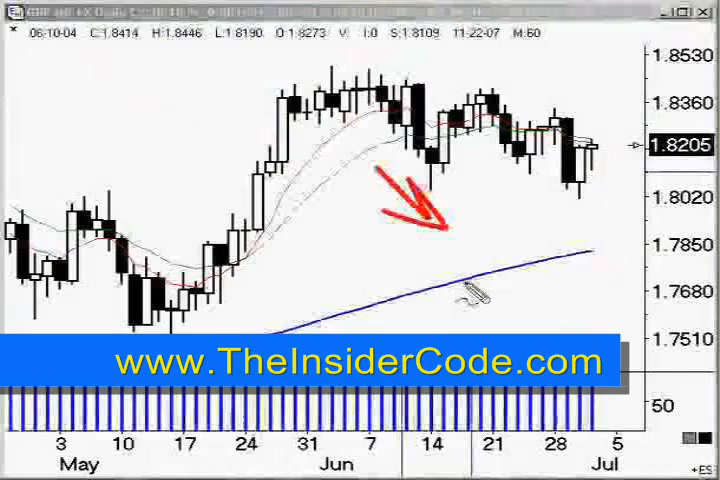 06-10-04 C:1.8414 H:1.8446 L:1.8190 O:1.8273 V: I:0 S:1.8109 11-22-07 M:60
1.8530
1.8360
1.8205
1.8020
1.7850
1.7680
1.7510
www.TheInsiderCode.com
50
3 10 17 24 31 7 14 21 28 5
May Jun Jul
+ES